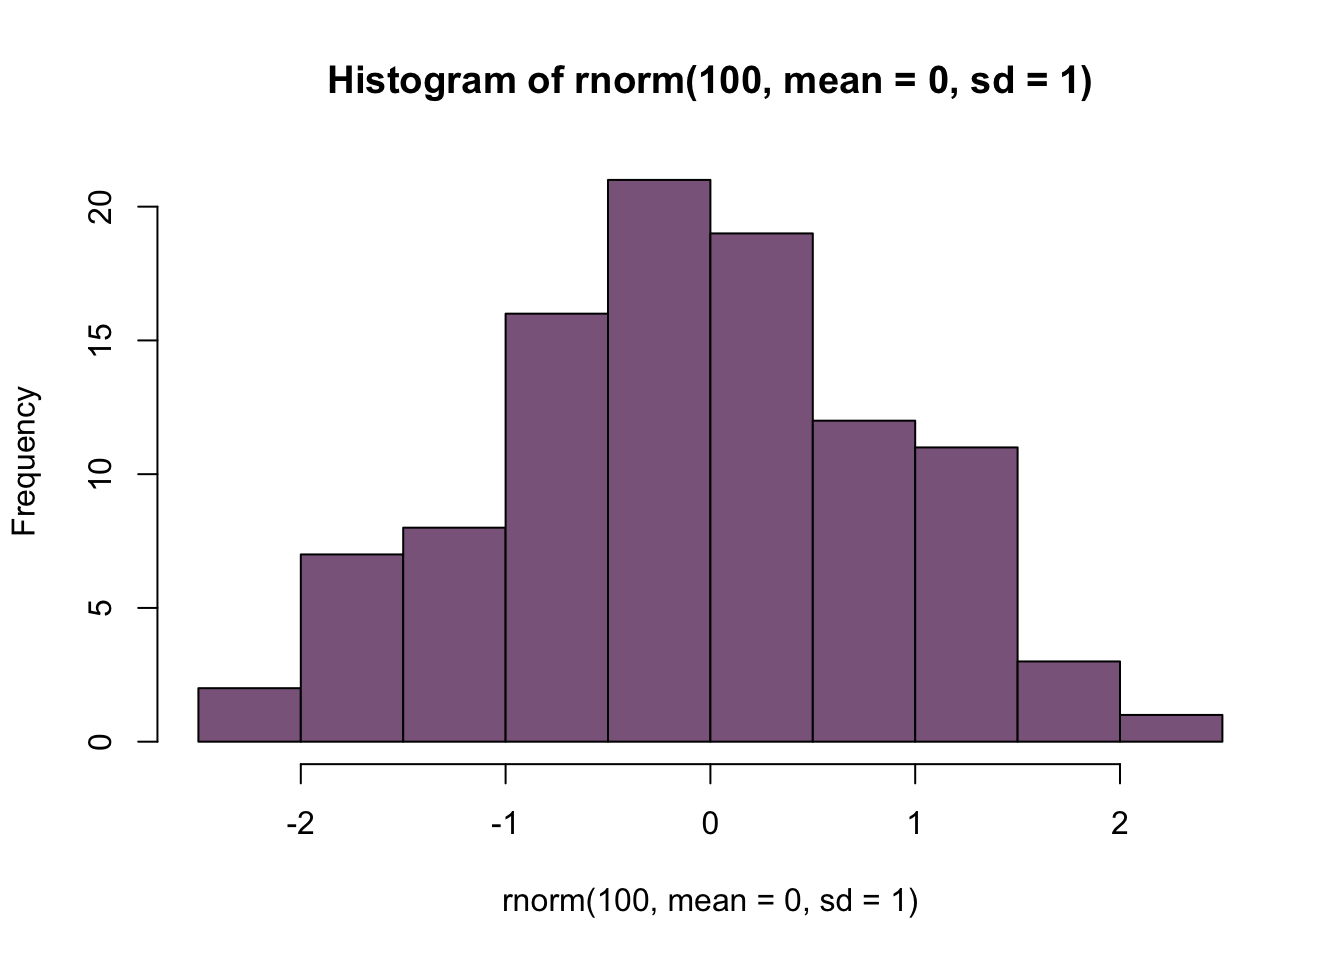 Histogram of rnorm(100, mean = 0, sd = 1)
Frequency
20
15
10
5
0
-2 -1 0 1 2
rnorm(100, mean = 0, sd = 1)